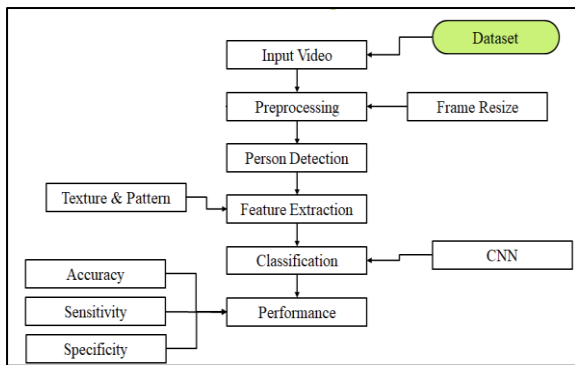 Dataset
Input Video
Preprocessing
Frame Resize
Person Detection
Texture & Pattern
Feature Extraction
Classification
CNN
Accuracy
Sensitivity
Performance
Specificity